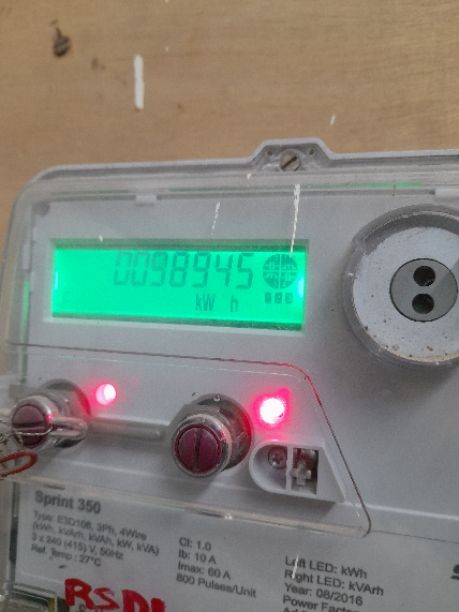 0098945
kW h
Sprint 350
Type: E3D108, 3Ph, 4Wire
(kWh, kVArh, kVAh, kW, kVA)
3 x 240 (415) V, 50Hz
Ref. Temp : 27°C
Cl: 1.0
Ib: 10 A
Imax: 60 A
800 Pulses/Unit
Left LED: kWh
Right LED: kVArh
Year: 08/2016
Power